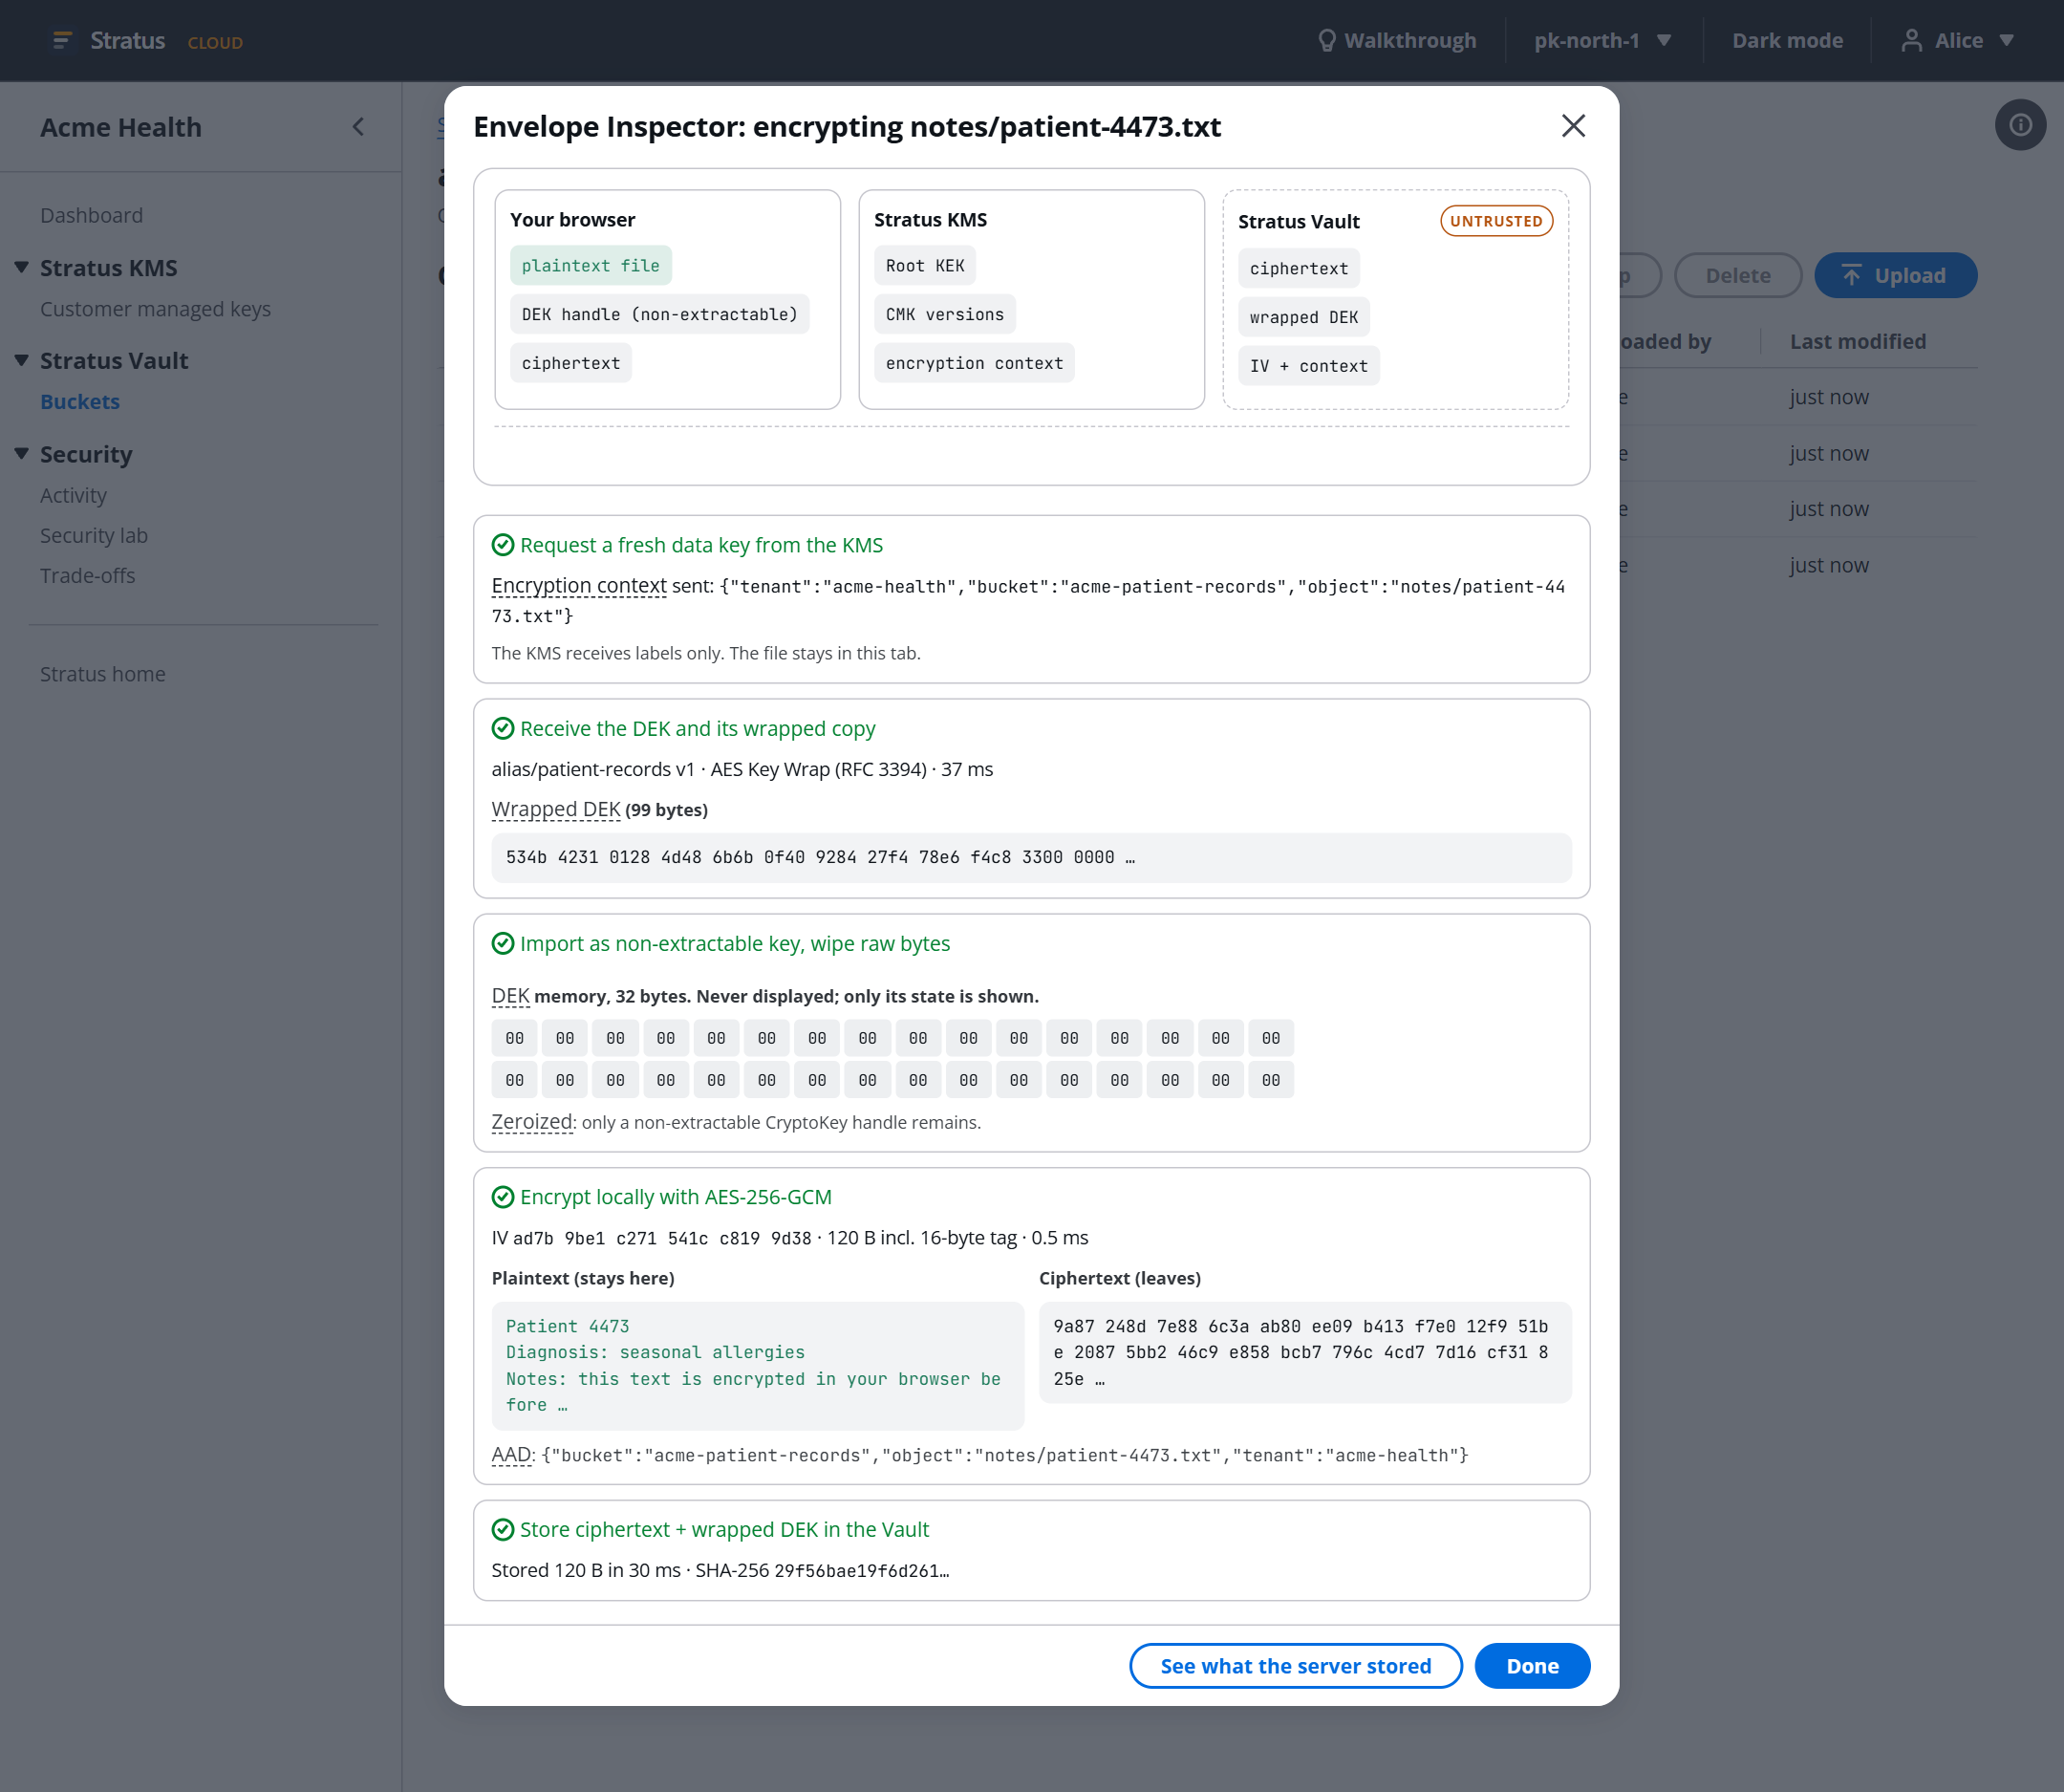 Stratus CLOUD
Walkthrough
pk-north-1
Dark mode
Alice
Acme Health
Dashboard
Stratus KMS
Customer managed keys
Stratus Vault
Buckets
Security
Activity
Security lab
Trade-offs
Stratus home
Delete
Upload
Last modified
just now
just now
just now
just now
Envelope Inspector: encrypting notes/patient-4473.txt
Your browser
plaintext file
DEK handle (non-extractable)
ciphertext
Stratus KMS
Root KEK
CMK versions
encryption context
Stratus Vault
UNTRUSTED
ciphertext
wrapped DEK
IV + context
Request a fresh data key from the KMS
Encryption context sent: {"tenant":"acme-health","bucket":"acme-patient-records","object":"notes/patient-44
73.txt"}
The KMS receives labels only. The file stays in this tab.
Receive the DEK and its wrapped copy
alias/patient-records v1 · AES Key Wrap (RFC 3394) · 37 ms
Wrapped DEK (99 bytes)
534b 4231 0128 4d48 6b6b 0f40 9284 27f4 78e6 f4c8 3300 0000 …
Import as non-extractable key, wipe raw bytes
DEK memory, 32 bytes. Never displayed; only its state is shown.
00 00 00 00 00 00 00 00 00 00 00 00 00 00 00 00
00 00 00 00 00 00 00 00 00 00 00 00 00 00 00 00
Zeroized: only a non-extractable CryptoKey handle remains.
Encrypt locally with AES-256-GCM
IV ad7b 9be1 c271 541c c819 9d38 · 120 B incl. 16-byte tag · 0.5 ms
Plaintext (stays here)
Patient 4473
Diagnosis: seasonal allergies
Notes: this text is encrypted in your browser be
fore …
Ciphertext (leaves)
9a87 248d 7e88 6c3a ab80 ee09 b413 f7e0 12f9 51b
e 2087 5bb2 46c9 e858 bcb7 796c 4cd7 7d16 cf31 8
25e …
AAD: {"bucket":"acme-patient-records","object":"notes/patient-4473.txt","tenant":"acme-health"}
Store ciphertext + wrapped DEK in the Vault
Stored 120 B in 30 ms · SHA-256 29f56bae19f6d261…
See what the server stored
Done